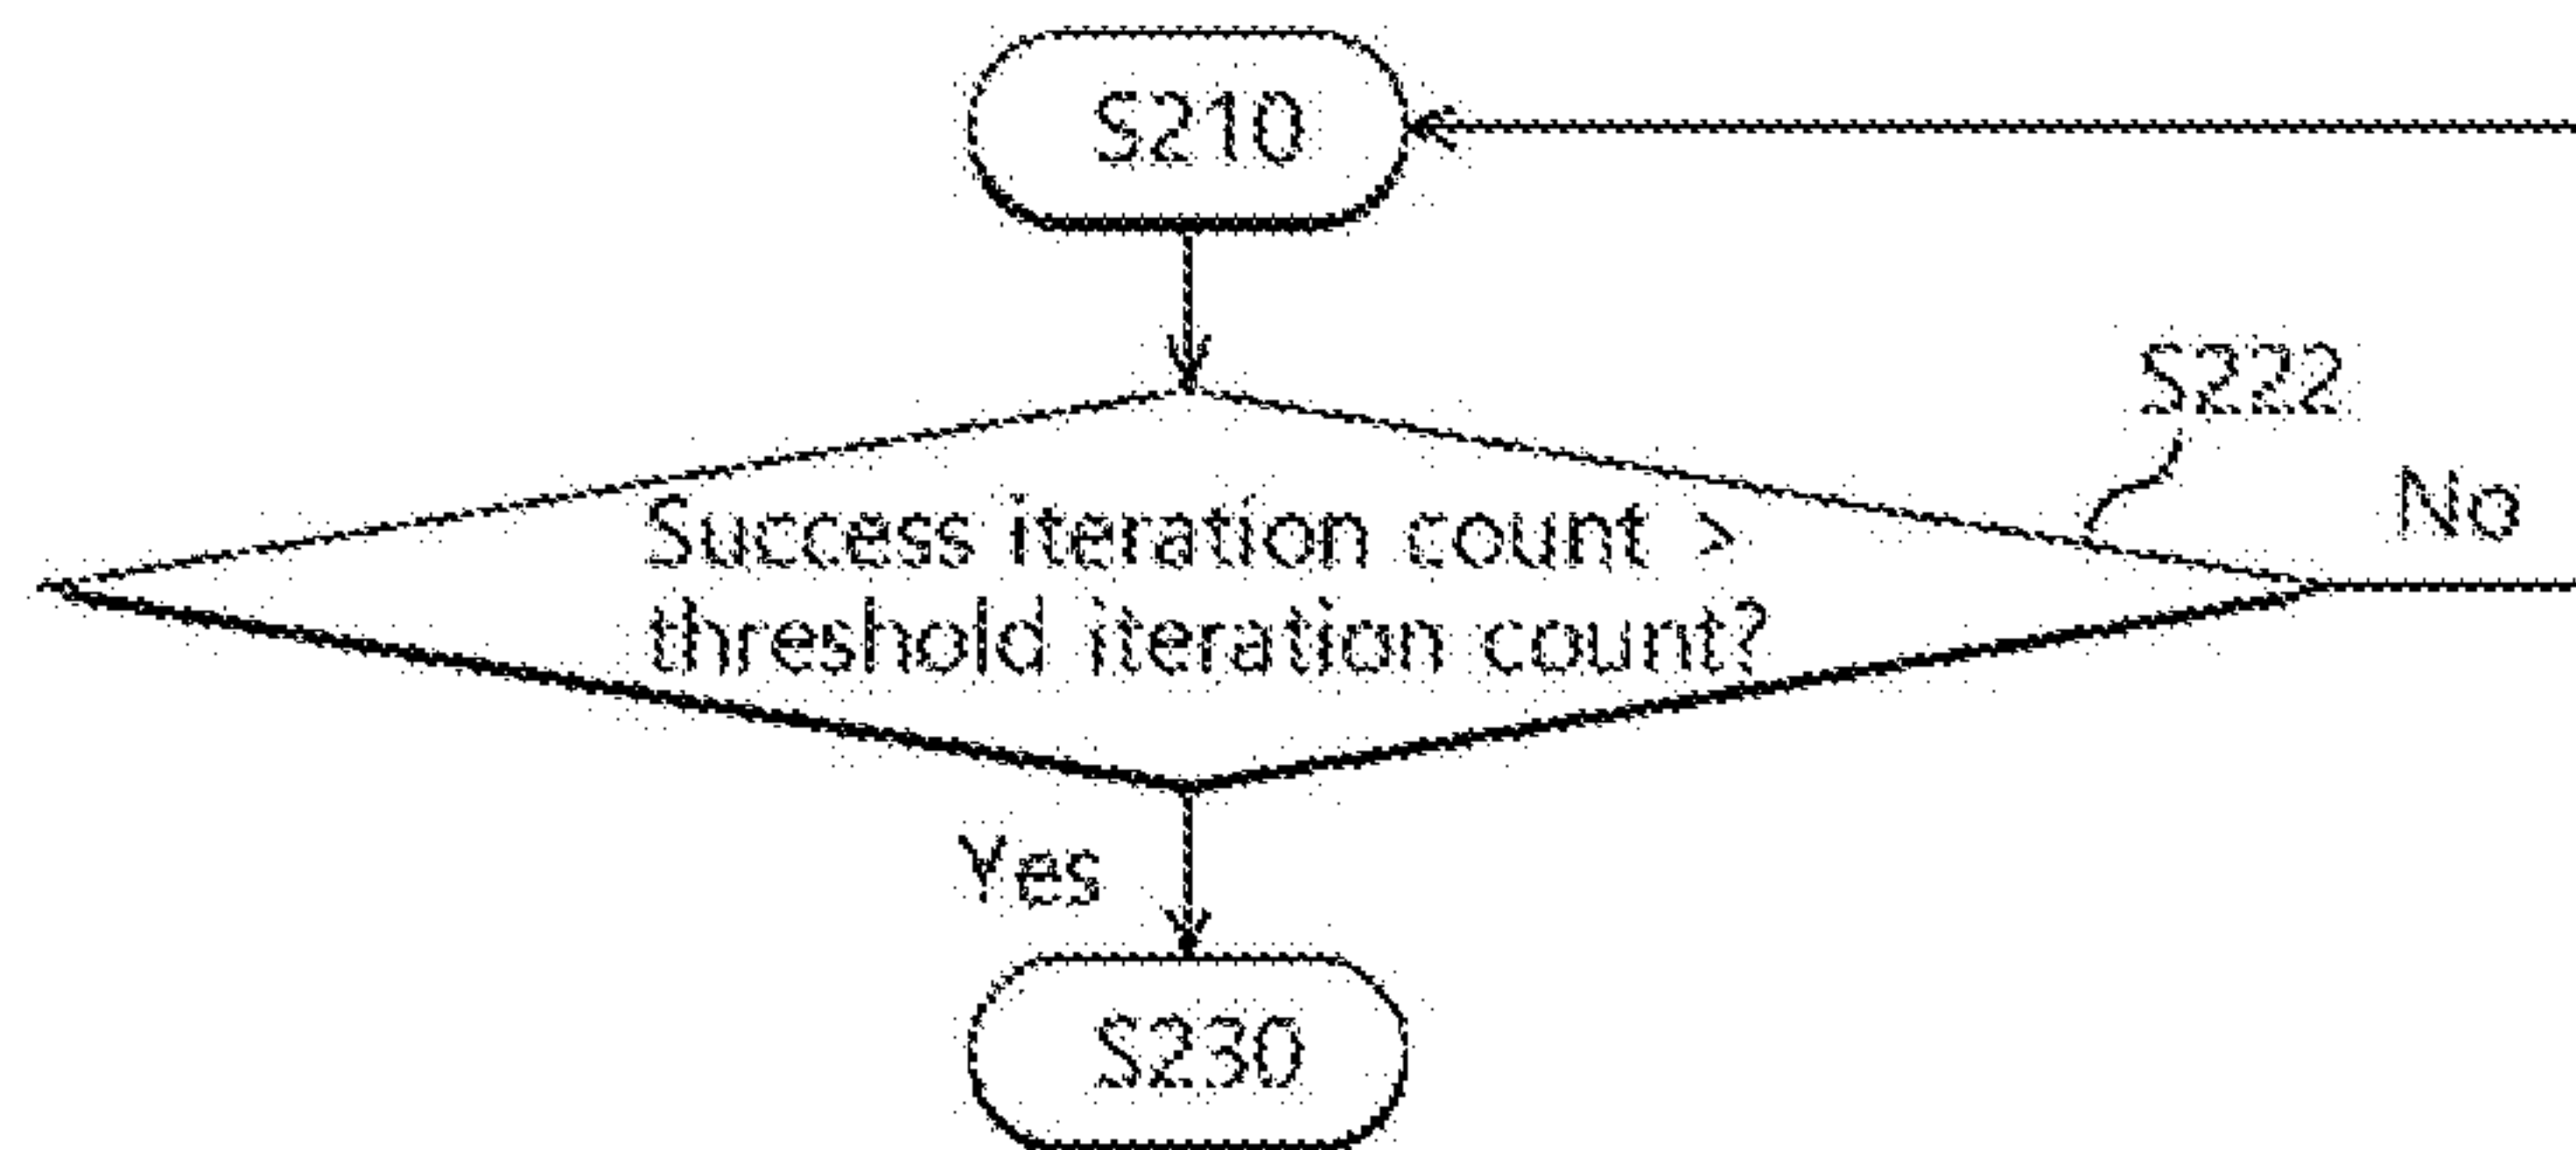 S210
S222
No
Success iteration count >
threshold iteration count?
Yes
S230